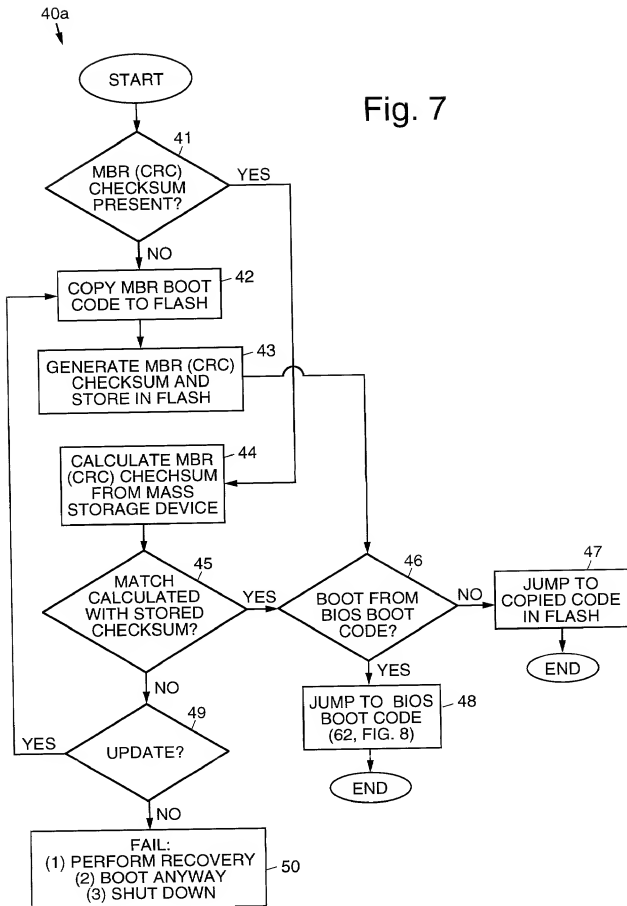 40a
START
Fig. 7
41
MBR (CRC)
CHECKSUM
PRESENT?
YES
NO
42
COPY MBR BOOT
CODE TO FLASH
43
GENERATE MBR (CRC)
CHECKSUM AND
STORE IN FLASH
44
CALCULATE MBR
(CRC) CHECHSUM
FROM MASS
STORAGE DEVICE
45
MATCH
CALCULATED
WITH STORED
CHECKSUM?
YES
NO
46
BOOT FROM
BIOS BOOT
CODE?
NO
YES
47
JUMP TO
COPIED CODE
IN FLASH
END
48
JUMP TO BIOS
BOOT CODE
(62, FIG. 8)
END
49
YES
UPDATE?
NO
FAIL:
(1) PERFORM RECOVERY
(2) BOOT ANYWAY
(3) SHUT DOWN
50